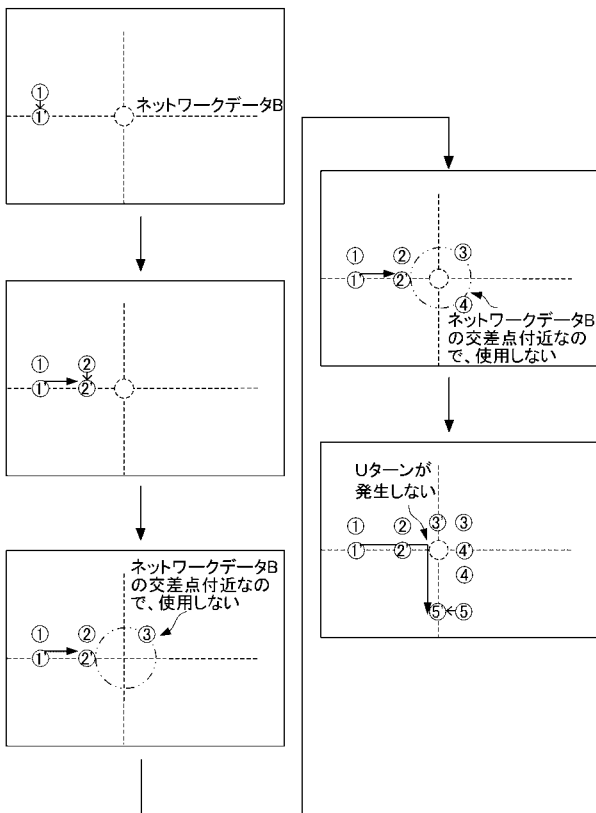 ①
①' ネットワークデータB
① ②
①' ②'
ネットワークデータB
の交差点付近なの
で、使用しない
① ② ③
①' ②'
① ② ③
①' ②'
④
ネットワークデータB
の交差点付近なの
で、使用しない
Uターンが
発生しない
① ② ③' ③
①' ②' ④'
④
⑤' ⑤